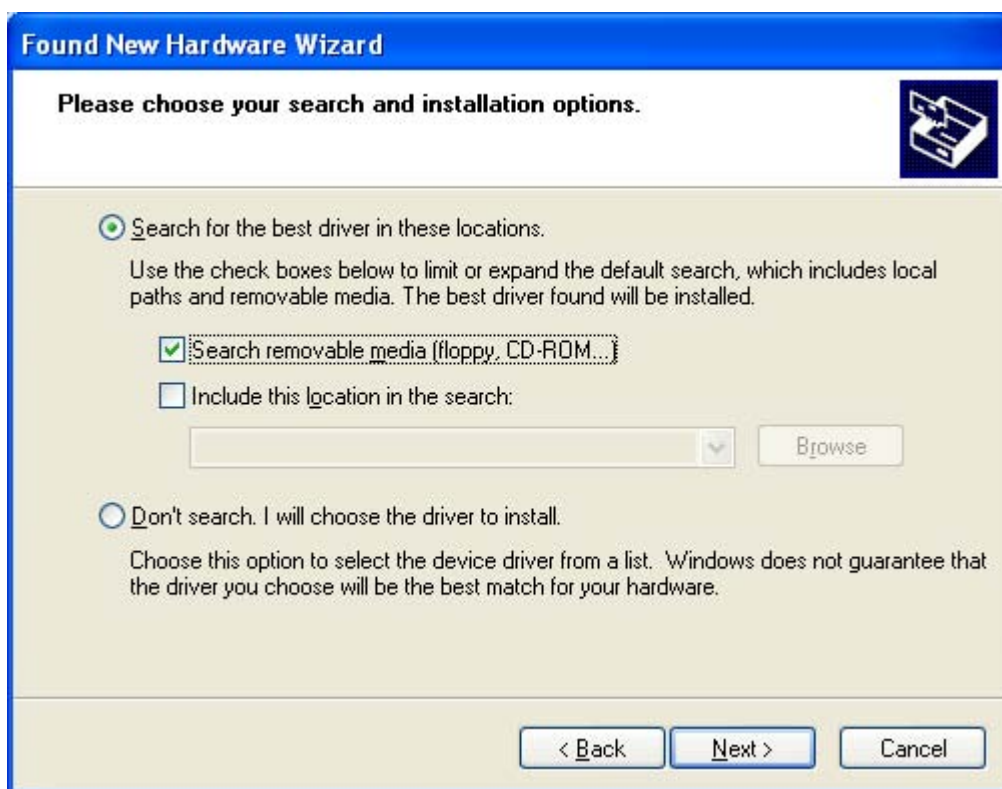 Found New Hardware Wizard
Please choose your search and installation options.
Search for the best driver in these locations.
Use the check boxes below to limit or expand the default search, which includes local
paths and removable media. The best driver found will be installed.
Search removable media (floppy, CD-ROM...)
Include this location in the search:
Browse
Don't search. I will choose the driver to install.
Choose this option to select the device driver from a list.  Windows does not guarantee that
the driver you choose will be the best match for your hardware.
< Back Next > Cancel